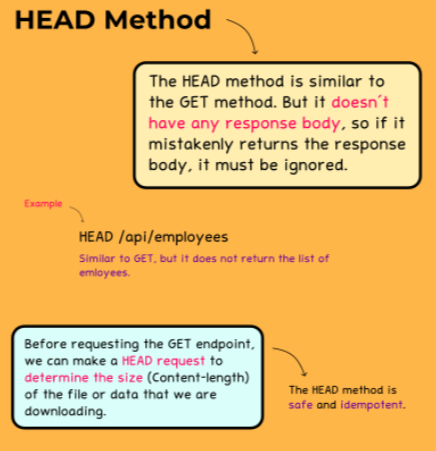 HEAD Method
The HEAD method is similar to
the GET method. But it doesn't
have any response body, so if it
mistakenly returns the response
body, it must be ignored.
Example
HEAD /api/employees
Similar to GET, but it does not return the list of
emloyees.
Before requesting the GET endpoint,
we can make a HEAD request to
determine the size (Content-length)
of the file or data that we are
downloading.
The HEAD method is
safe and idempotent.